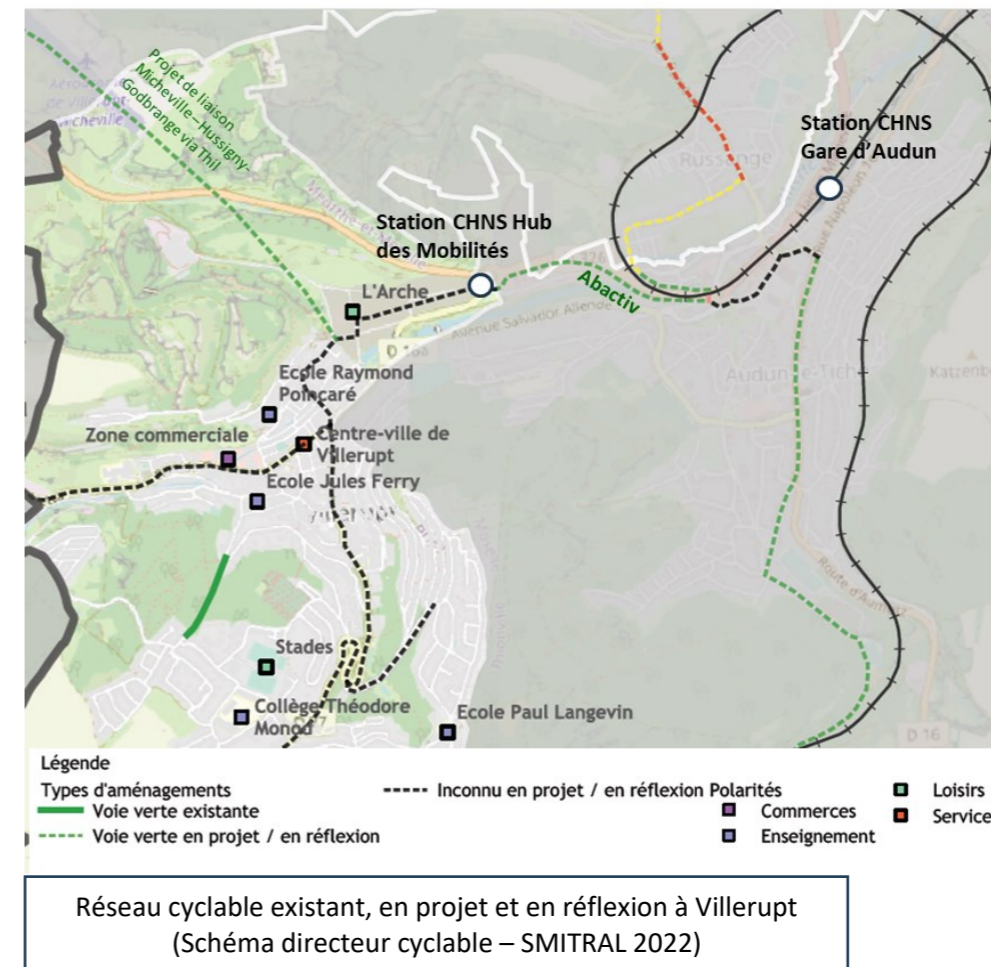 Projet de liaison
Micheville–Hussigny-
Godbrange via Thil
Station CHNS
Gare d'Audun
Russange
Station CHNS Hub
des Mobilités
L'Arche
Abactiv
Avenue Salvador Allende
D 16a
Ecole Raymond
Poinçaré
Audun-le-Tich
Zone commerciale
Centre-ville de
Villerupt
Ecole Jules Ferry
Villerupt
Route d'Aumetz
Stades
Collège Théodore
Monod
Ecole Paul Langevin
D 16
Légende
Types d'aménagements
Voie verte existante
Voie verte en projet / en réflexion
Inconnu en projet / en réflexion
Polarités
Commerces
Enseignement
Loisirs
Service
Réseau cyclable existant, en projet et en réflexion à Villerupt
(Schéma directeur cyclable – SMITRAL 2022)